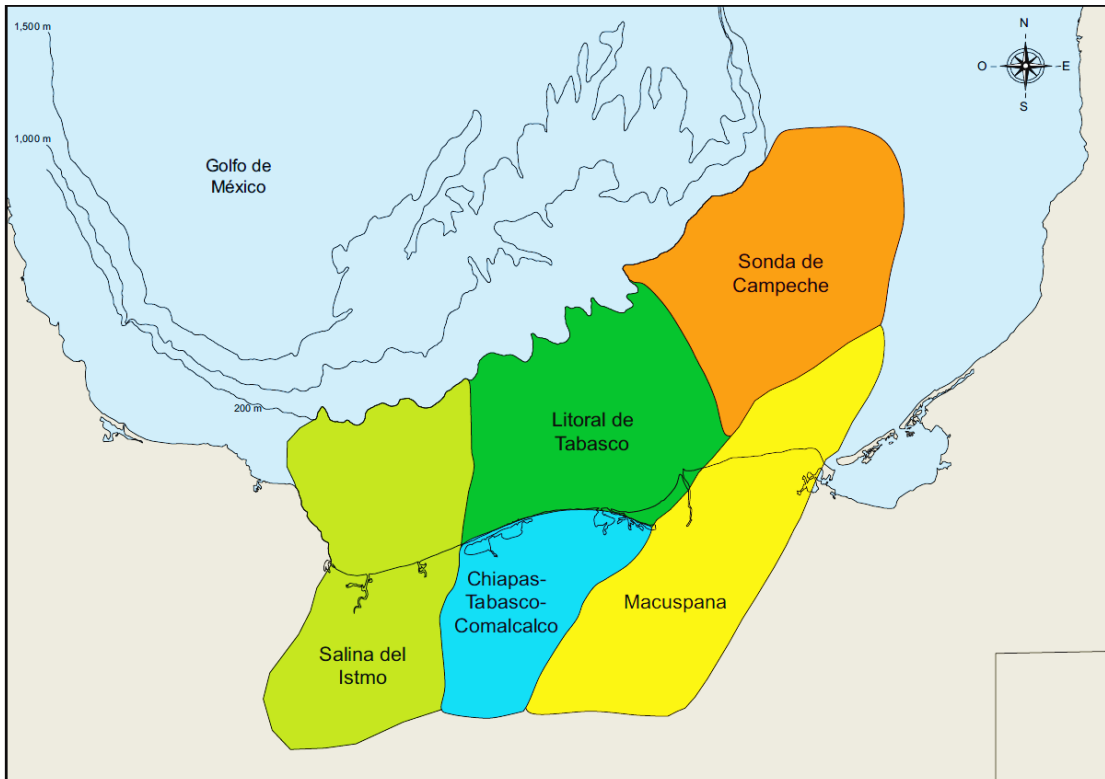 1,500 m
N
O
E
S
1,000 m
Golfo de
México
Sonda de
Campeche
200 m
Litoral de
Tabasco
Chiapas-
Tabasco-
Comalcalco
Macuspana
Salina del
Istmo